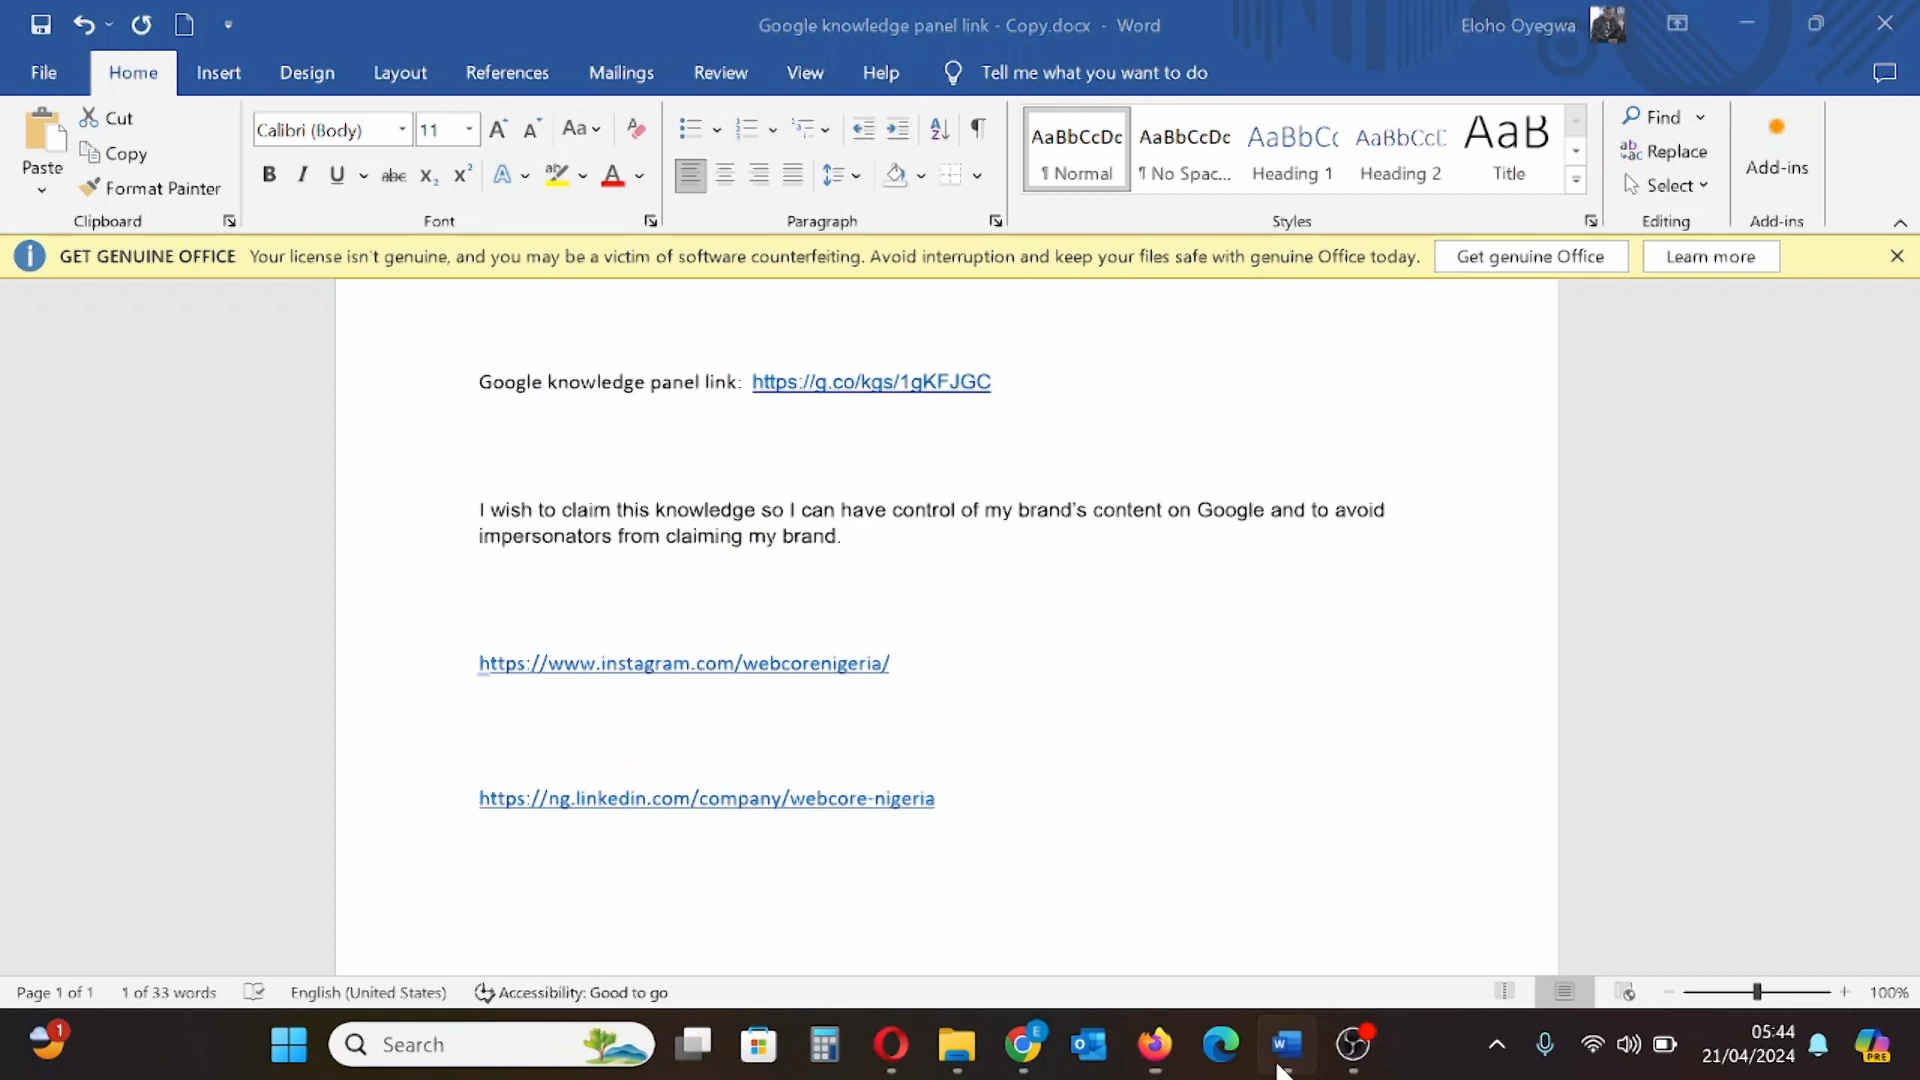 Google knowledge panel link - Copy.docx - Word
Eloho Oyegwa
File Home Insert Design Layout References Mailings Review View Help Tell me what you want to do
Paste
Cut
Copy
Format Painter
Clipboard
Calibri (Body) 11 A A Aa
B I U abc X₂ X² A ab A
Font
Paragraph
AaBbCcDc AaBbCcDc AaBbCc AaBbCcC AaB
¶ Normal ¶ No Spac... Heading 1 Heading 2 Title
Styles
Find
Replace
Select
Editing
Add-ins
Add-ins
GET GENUINE OFFICE Your license isn't genuine, and you may be a victim of software counterfeiting. Avoid interruption and keep your files safe with genuine Office today. Get genuine Office Learn more
Google knowledge panel link: https://g.co/kgs/1gKFJGC
I wish to claim this knowledge so I can have control of my brand's content on Google and to avoid
impersonators from claiming my brand.
https://www.instagram.com/webcorenigeria/
https://ng.linkedin.com/company/webcore-nigeria
Page 1 of 1 1 of 33 words English (United States) Accessibility: Good to go 100%
1
Search
E
05:44
21/04/2024
PRE